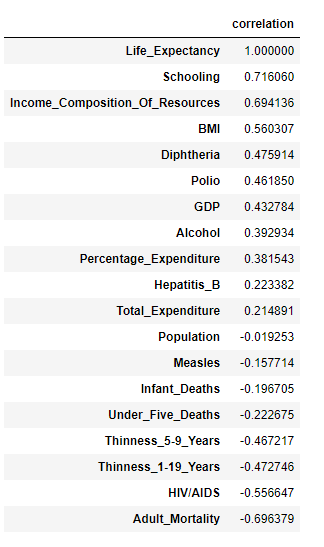 correlation
Life_Expectancy 1.000000
Schooling 0.716060
Income_Composition_Of_Resources 0.694136
BMI 0.560307
Diphtheria 0.475914
Polio 0.461850
GDP 0.432784
Alcohol 0.392934
Percentage_Expenditure 0.381543
Hepatitis_B 0.223382
Total_Expenditure 0.214891
Population -0.019253
Measles -0.157714
Infant_Deaths -0.196705
Under_Five_Deaths -0.222675
Thinness_5-9_Years -0.467217
Thinness_1-19_Years -0.472746
HIV/AIDS -0.556647
Adult_Mortality -0.696379